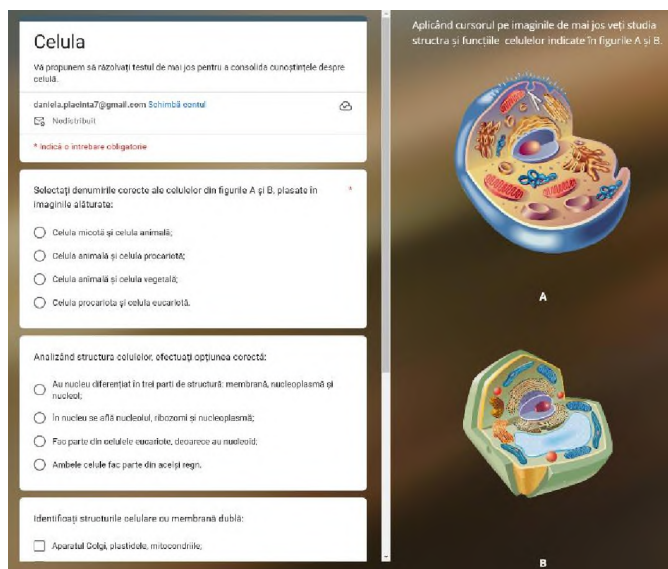 Celula
Vă propunem să răzolvați testul de mai jos pentru a consolida cunoștințele despre
celulă.
daniela.placinta7@gmail.com Schimbă contul
Nedistribuit
* Indică o întrebare obligatorie
Selectați denumirile corecte ale celulelor din figurile A și B, plasate în *
imaginile alăturate:
Celula micotă și celula animală;
Celula animală și celula procariotă;
Celula animală și celula vegetală;
Celula procariota și celula eucariotă.
Analizând structura celulelor, efectuați opțiunea corectă:
Au nucleu diferențiat în trei parti de structură: membrană, nucleoplasmă și
nucleol;
În nucleu se află nucleolul, ribozomi și nucleoplasmă;
Fac parte din celulele eucariote, deoarece au nucleoid;
Ambele celule fac parte din același regn.
Identificați structurile celulare cu membrană dublă:
Aparatul Golgi, plastidele, mitocondriile;
Aplicând cursorul pe imaginile de mai jos veți studia
structra și funcțiile celulelor indicate în figurile A și B.
A
B